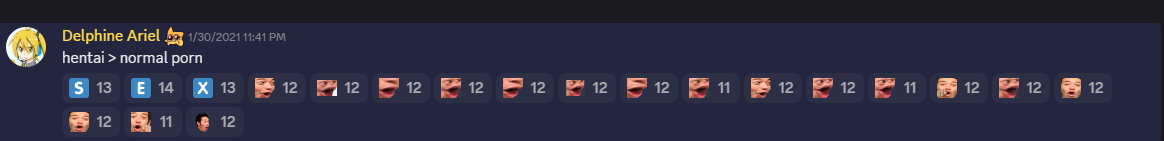 Delphine Ariel 1/30/2021 11:41 PM
hentai > normal porn
S 13 E 14 X 13 12 12 12 12 12 12 12 11 12 12 11 12 12 12
12 11 12